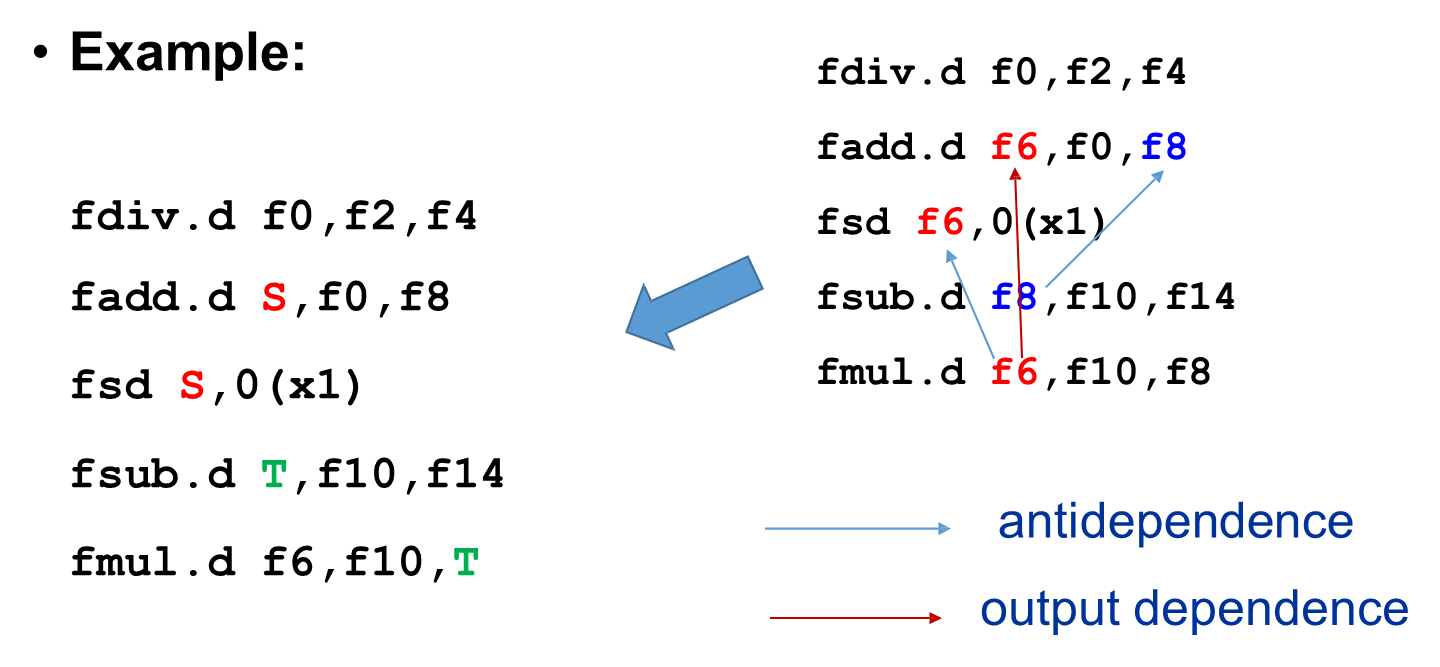 • Example:
fdiv.d f0,f2,f4
fadd.d S,f0,f8
fsd S,0(x1)
fsub.d T,f10,f14
fmul.d f6,f10,T
fdiv.d f0,f2,f4
fadd.d f6,f0,f8
fsd f6,0(x1)
fsub.d f8,f10,f14
fmul.d f6,f10,f8
antidependence
output dependence